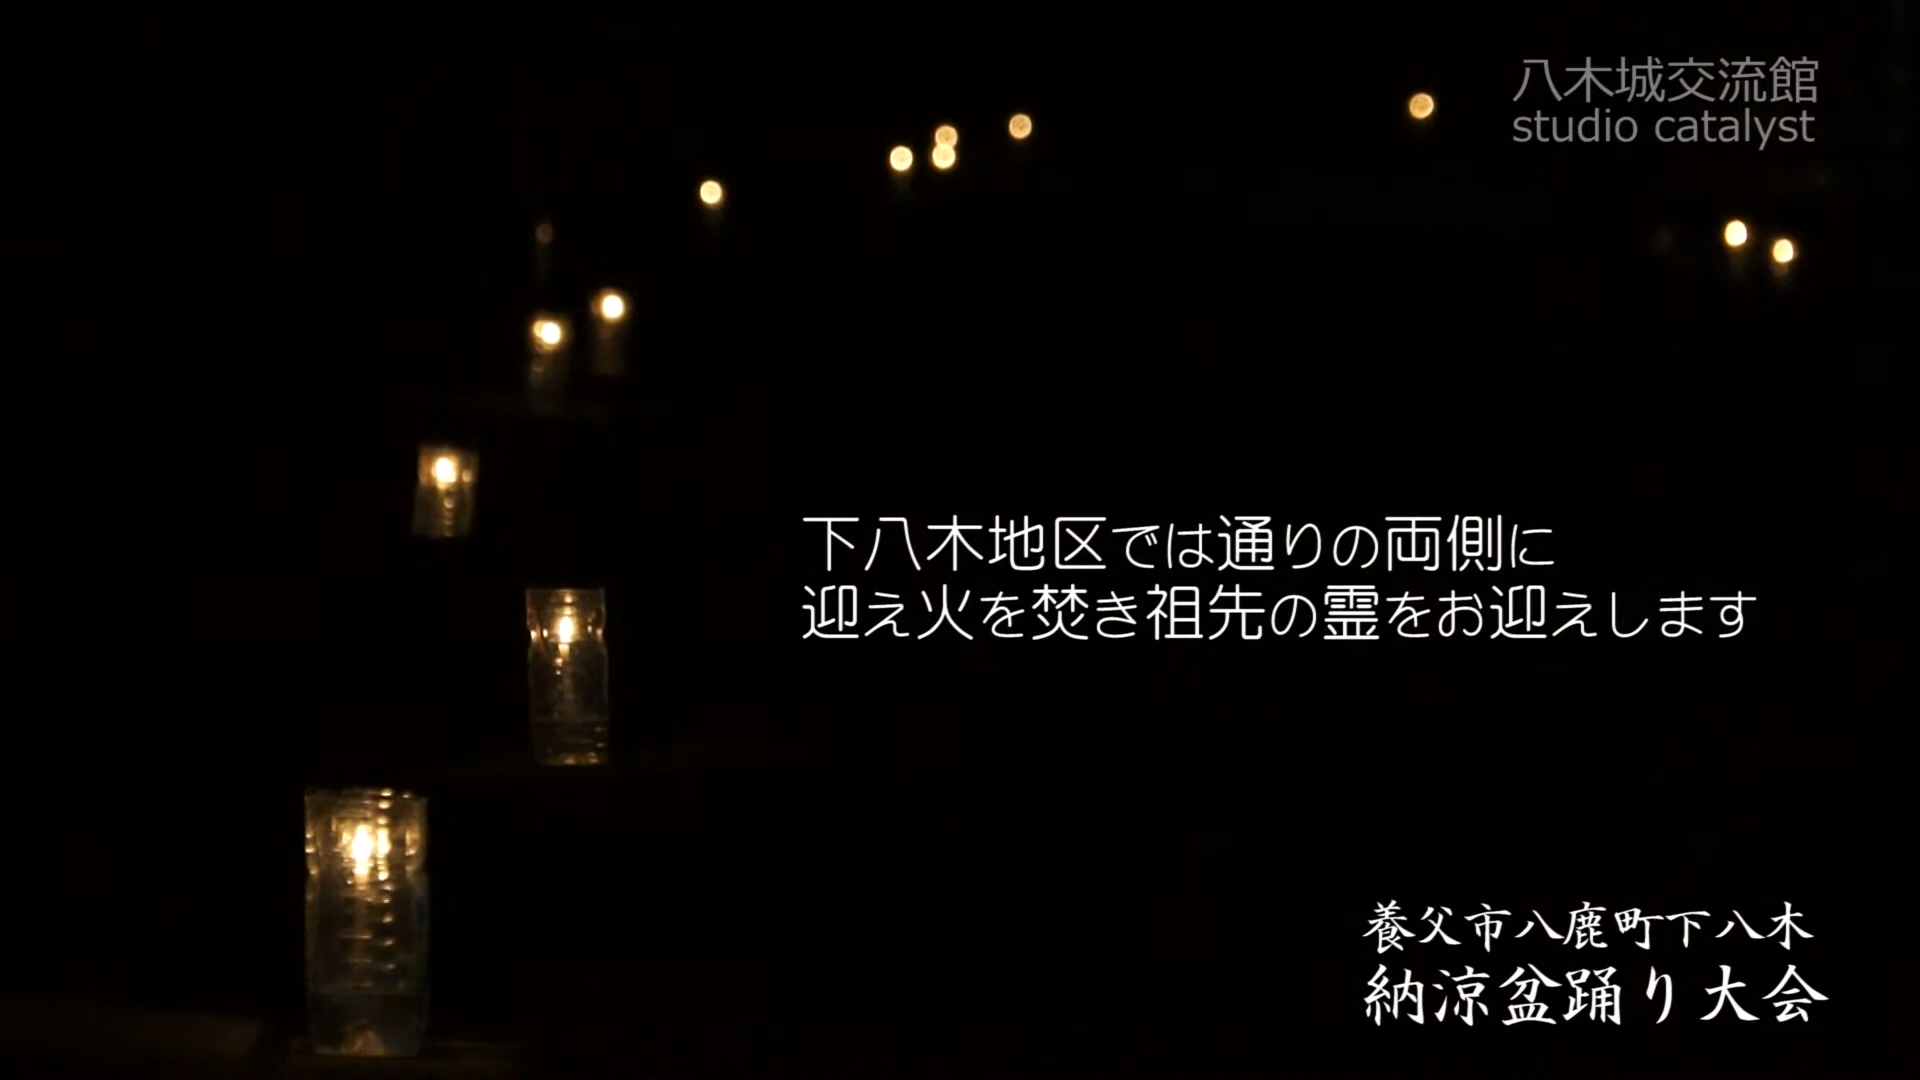 八木城交流館
studio catalyst
下八木地区では通りの両側に
迎え火を焚き祖先の霊をお迎えします
養父市八鹿町下八木
納涼盆踊り大会